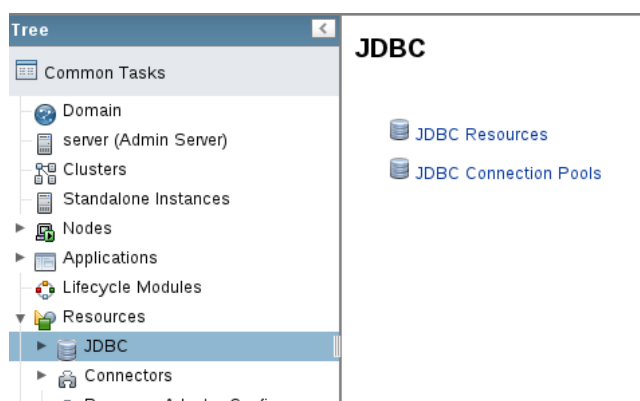 Tree
Common Tasks
Domain
server (Admin Server)
Clusters
Standalone Instances
Nodes
Applications
Lifecycle Modules
Resources
JDBC
Connectors
JDBC
JDBC Resources
JDBC Connection Pools